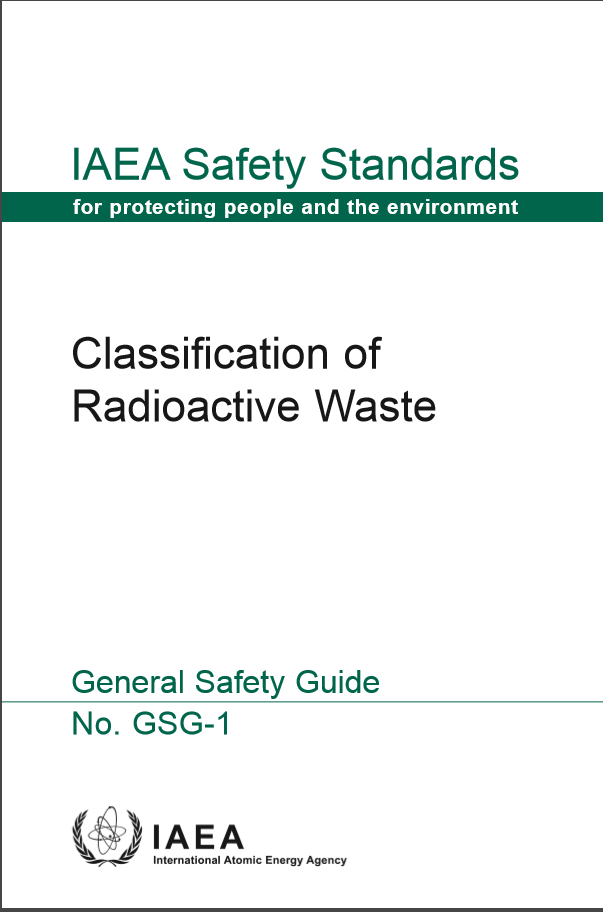 IAEA Safety Standards
for protecting people and the environment
Classification of
Radioactive Waste
General Safety Guide
No. GSG-1
IAEA
International Atomic Energy Agency